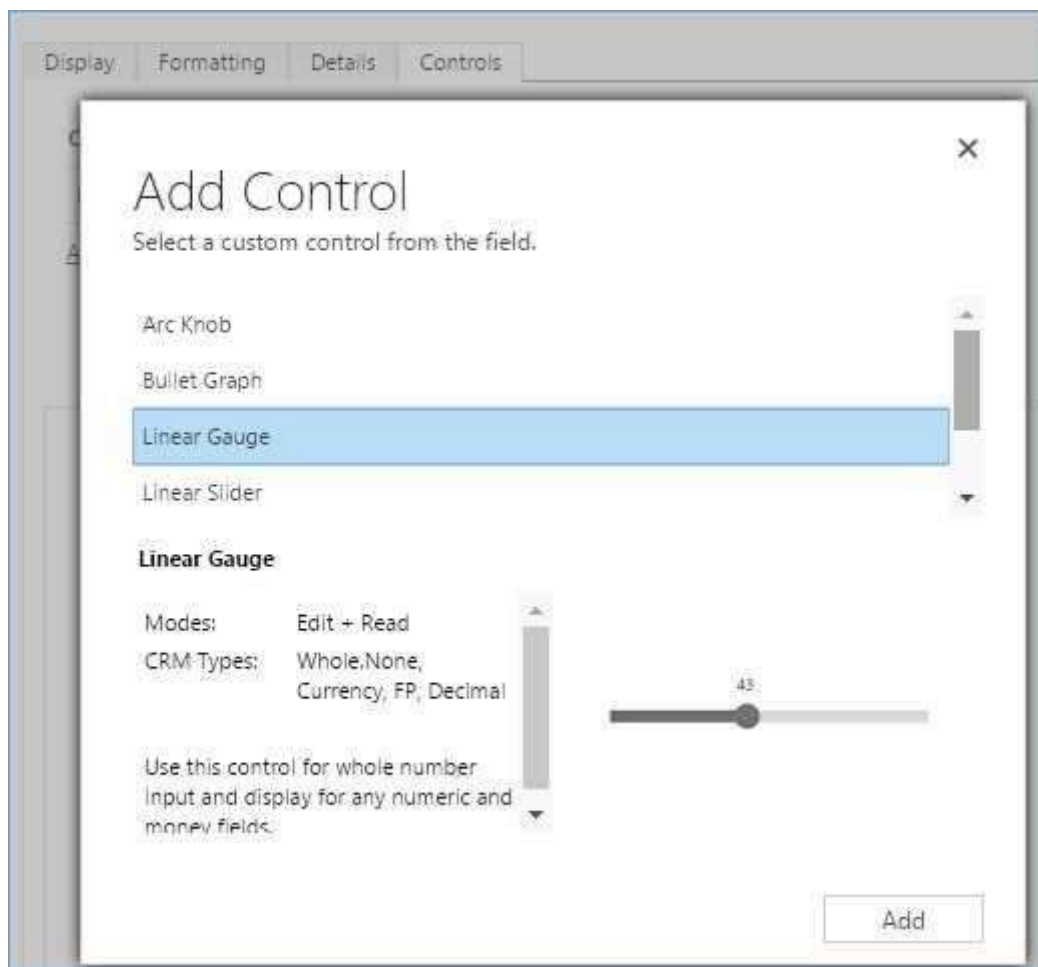 Display Formatting Details Controls
Add Control
Select a custom control from the field.
Arc Knob
Bullet Graph
Linear Gauge
Linear Slider
Linear Gauge
Modes: Edit + Read
CRM Types: Whole.None,
Currency, FP, Decimal
Use this control for whole number
input and display for any numeric and
money fields.
43
Add